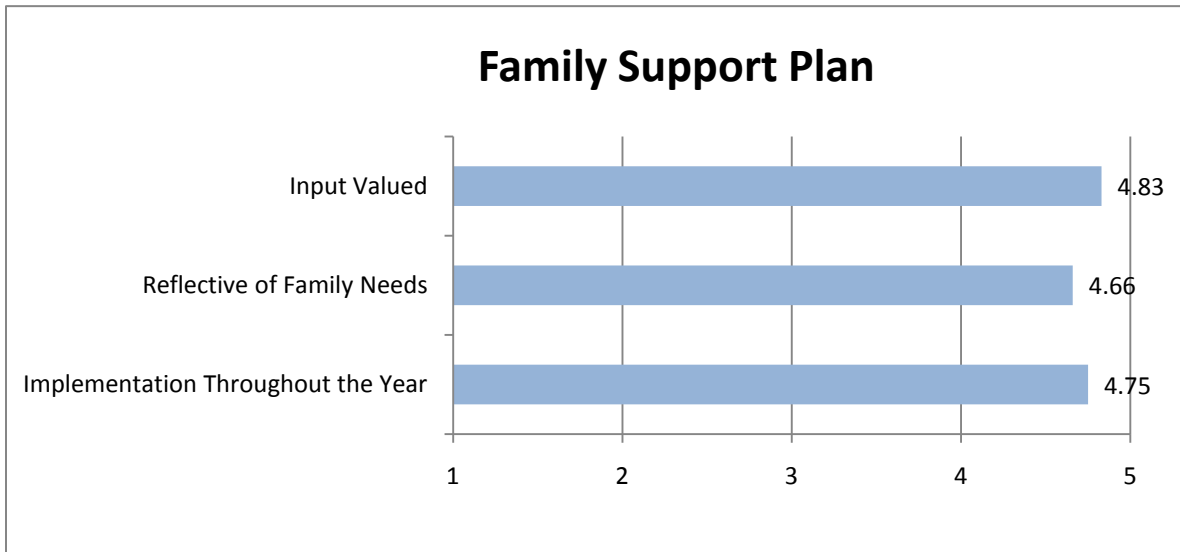 Family Support Plan
Input Valued
4.83
Reflective of Family Needs
4.66
Implementation Throughout the Year
4.75
1 2 3 4 5